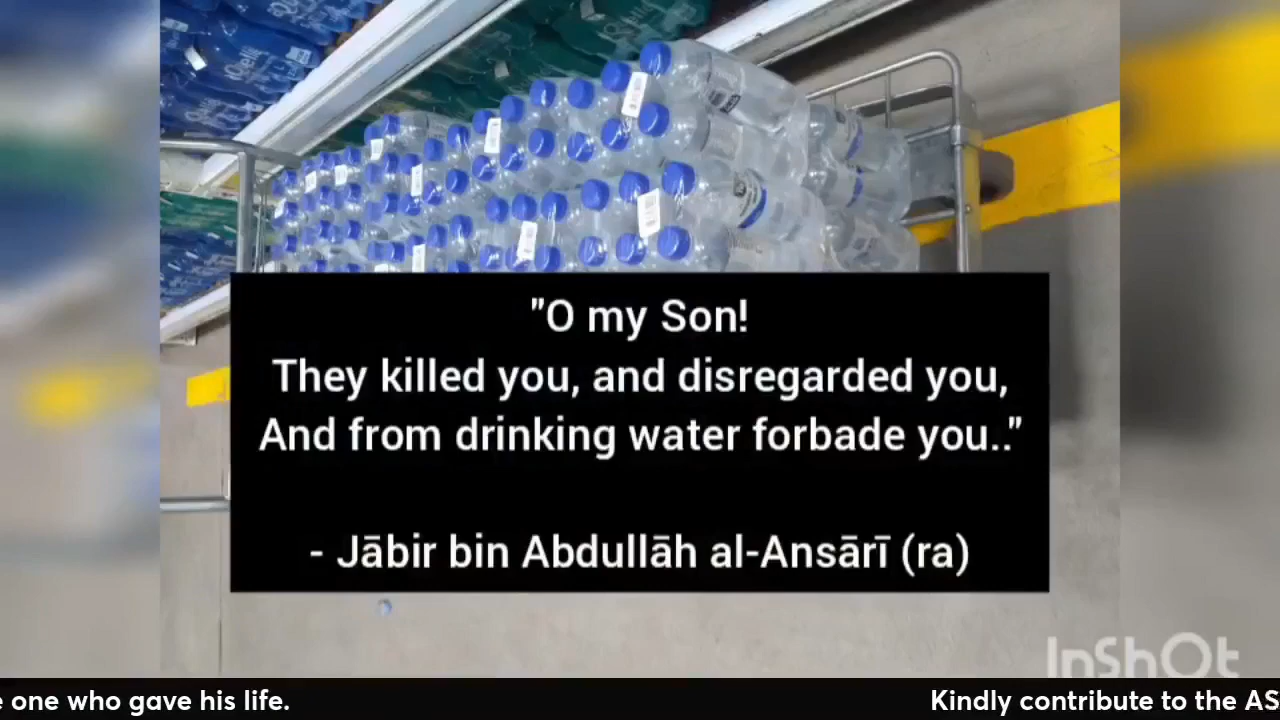 "O my Son!
They killed you, and disregarded you,
And from drinking water forbade you.."
- Jābir bin Abdullāh al-Ansārī (ra)
InShOt
one who gave his life.
Kindly contribute to the AS